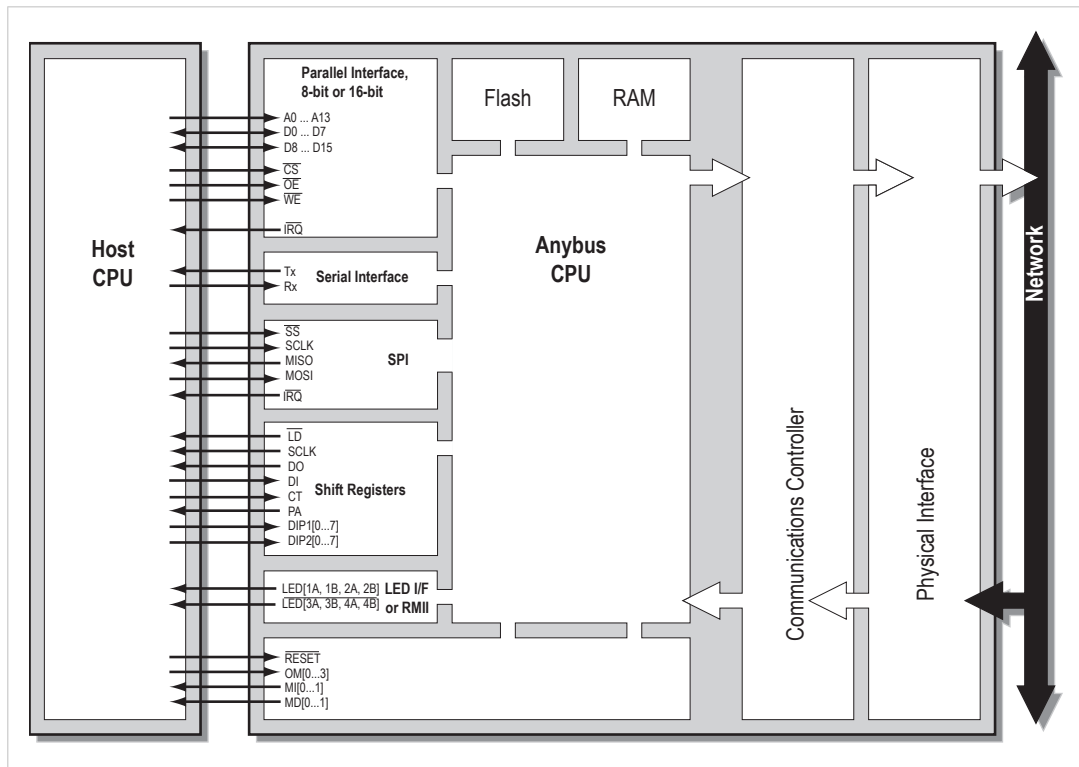 Host
CPU
Parallel Interface,
8-bit or 16-bit
A0 ... A13
D0 ... D7
D8 ... D15
CS
OE
WE
IRQ
Tx
Rx
Serial Interface
SS
SCLK
MISO
MOSI
IRQ
SPI
LD
SCLK
DO
DI
CT
PA
DIP1[0...7]
DIP2[0...7]
Shift Registers
LED[1A, 1B, 2A, 2B]
LED[3A, 3B, 4A, 4B]
LED I/F
or RMII
RESET
OM[0...3]
MI[0...1]
MD[0...1]
Flash
RAM
Anybus
CPU
Communications Controller
Physical Interface
Network